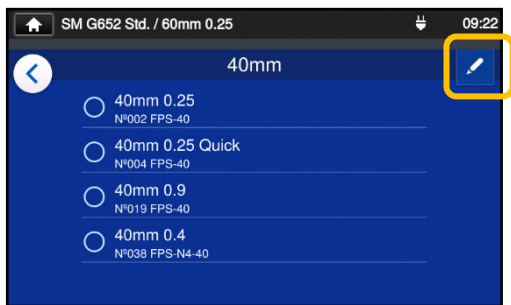 SM G652 Std. / 60mm 0.25 09:22
40mm
40mm 0.25
Nº002 FPS-40
40mm 0.25 Quick
Nº004 FPS-40
40mm 0.9
Nº019 FPS-40
40mm 0.4
Nº038 FPS-N4-40